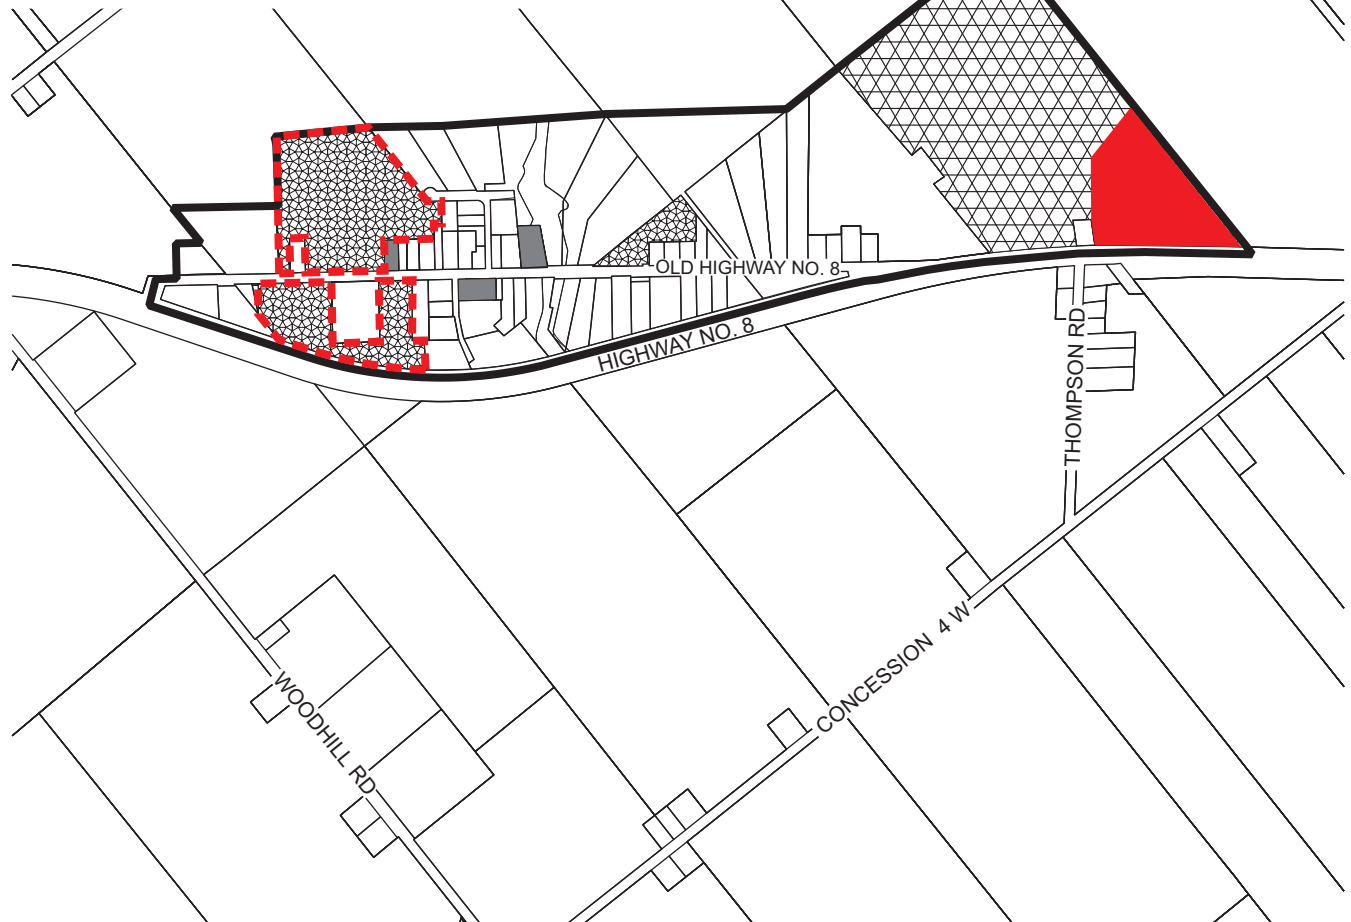 OLD HIGHWAY NO. 8
HIGHWAY NO. 8
THOMPSON RD
CONCESSION 4 W
WOODHILL RD